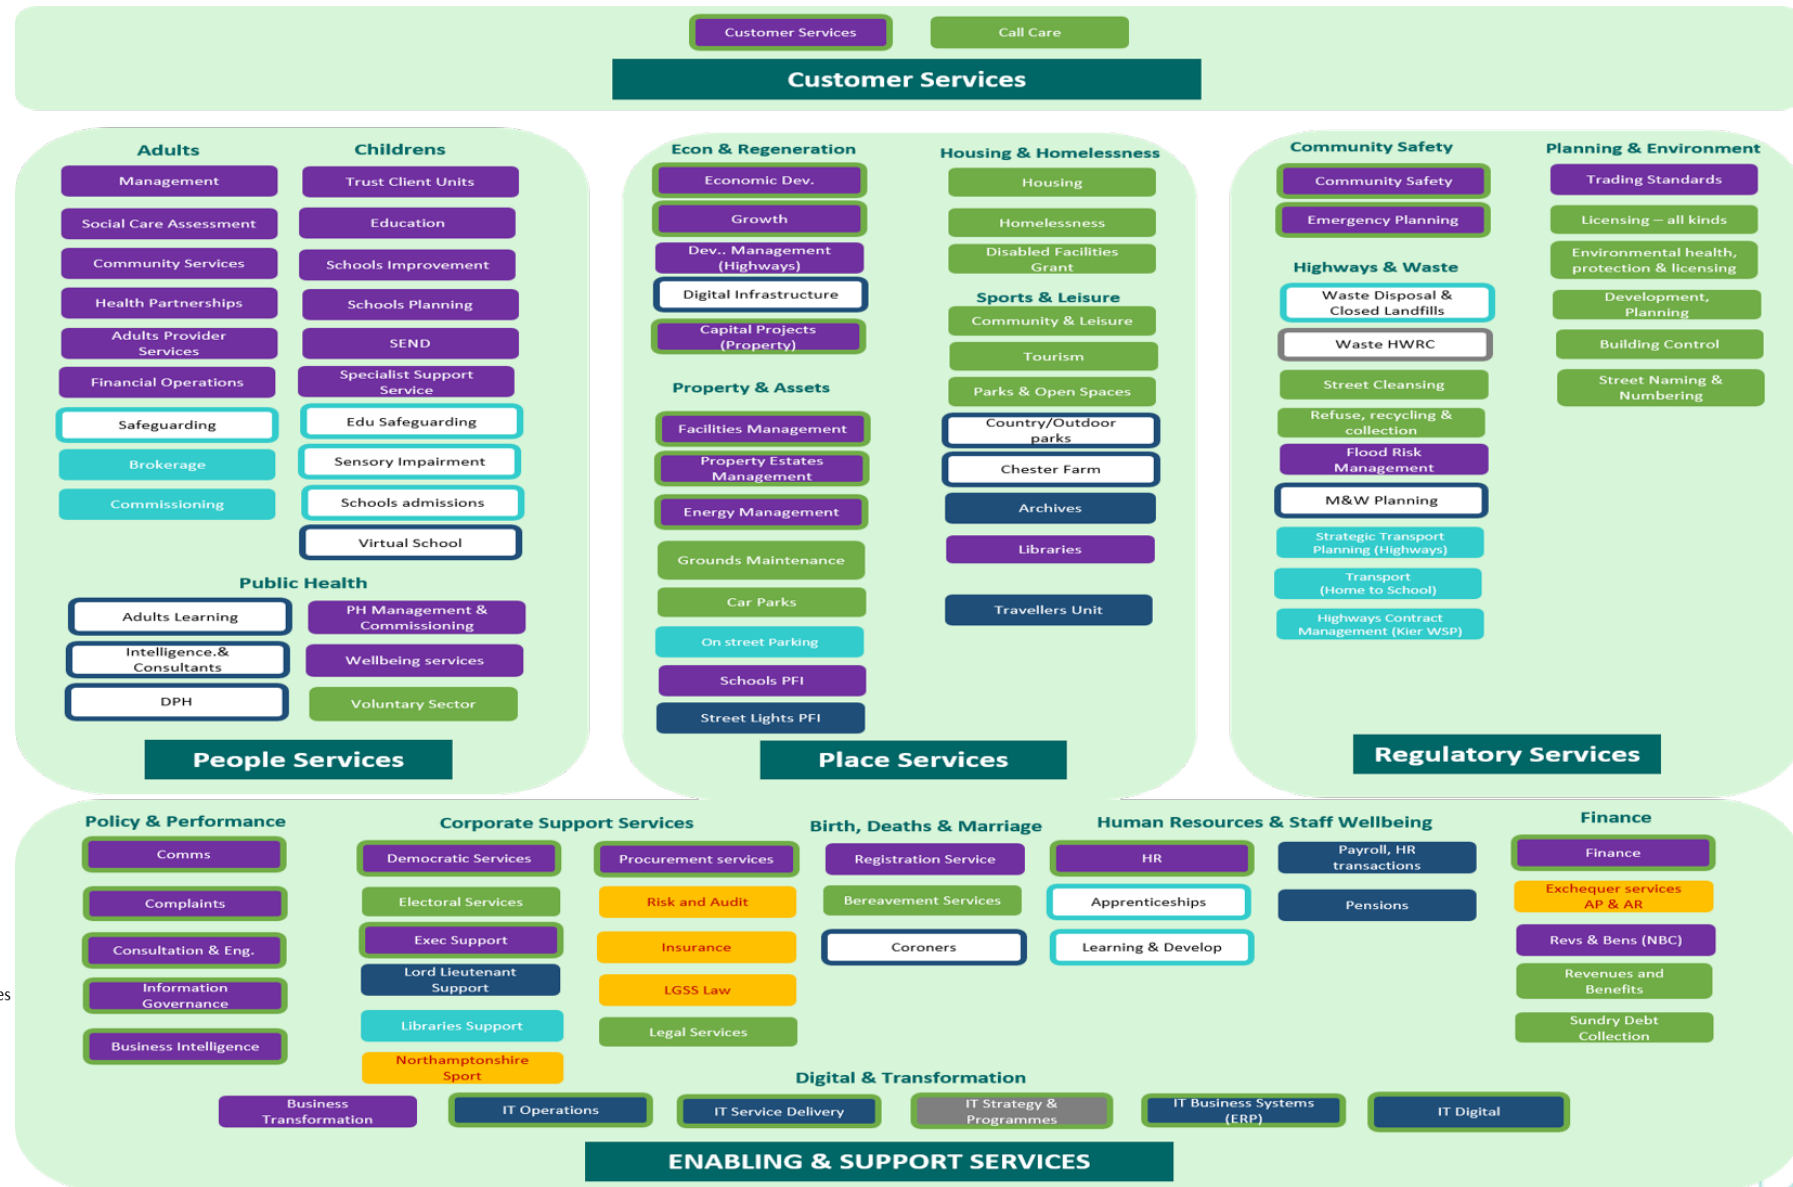 Customer Services
Call Care
Customer Services
Adults
Management
Social Care Assessment
Community Services
Health Partnerships
Adults Provider
Services
Financial Operations
Safeguarding
Brokerage
Commissioning
Childrens
Trust Client Units
Education
Schools Improvement
Schools Planning
SEND
Specialist Support
Service
Edu Safeguarding
Sensory Impairment
Schools admissions
Virtual School
Public Health
Adults Learning
Intelligence.&
Consultants
DPH
PH Management &
Commissioning
Wellbeing services
Voluntary Sector
People Services
Econ & Regeneration
Economic Dev.
Growth
Dev.. Management
(Highways)
Digital Infrastructure
Capital Projects
(Property)
Property & Assets
Facilities Management
Property Estates
Management
Energy Management
Grounds Maintenance
Car Parks
On street Parking
Schools PFI
Street Lights PFI
Housing & Homelessness
Housing
Homelessness
Disabled Facilities
Grant
Sports & Leisure
Community & Leisure
Tourism
Parks & Open Spaces
Country/Outdoor
parks
Chester Farm
Archives
Libraries
Travellers Unit
Place Services
Community Safety
Community Safety
Emergency Planning
Highways & Waste
Waste Disposal &
Closed Landfills
Waste HWRC
Street Cleansing
Refuse, recycling &
collection
Flood Risk
Management
M&W Planning
Strategic Transport
Planning (Highways)
Transport
(Home to School)
Highways Contract
Management (Kier WSP)
Planning & Environment
Trading Standards
Licensing – all kinds
Environmental health,
protection & licensing
Development,
Planning
Building Control
Street Naming &
Numbering
Regulatory Services
Policy & Performance
Comms
Complaints
Consultation & Eng.
Information
Governance
Business Intelligence
es
Corporate Support Services
Democratic Services
Electoral Services
Exec Support
Lord Lieutenant
Support
Libraries Support
Northamptonshire
Sport
Procurement services
Risk and Audit
Insurance
LGSS Law
Legal Services
Birth, Deaths & Marriage
Registration Service
Bereavement Services
Coroners
Human Resources & Staff Wellbeing
HR
Apprenticeships
Learning & Develop
Payroll, HR
transactions
Pensions
Finance
Finance
Exchequer services
AP & AR
Revs & Bens (NBC)
Revenues and
Benefits
Sundry Debt
Collection
Digital & Transformation
Business
Transformation
IT Operations
IT Service Delivery
IT Strategy &
Programmes
IT Business Systems
(ERP)
IT Digital
ENABLING & SUPPORT SERVICES